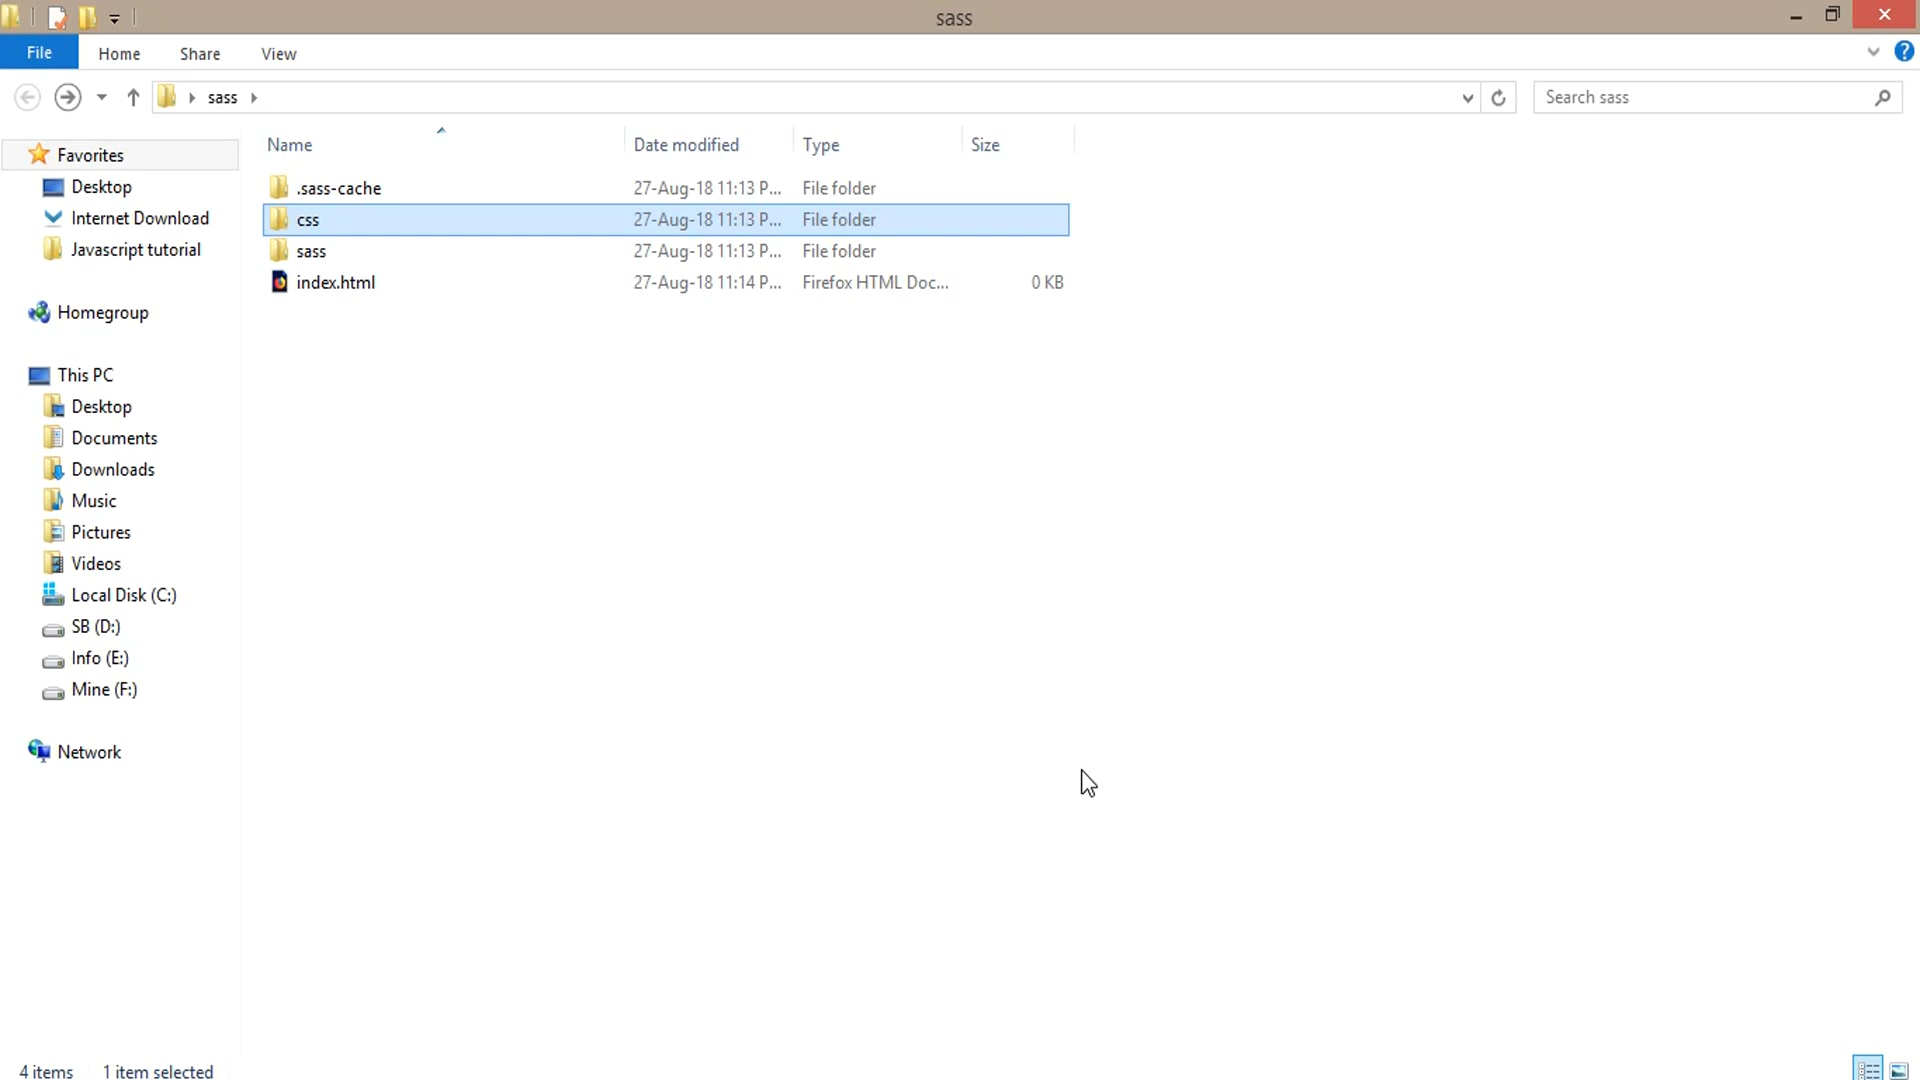 sass
File Home Share View
sass
Search sass
Name Date modified Type Size
Favorites
Desktop
Internet Download
Javascript tutorial
Homegroup
This PC
Desktop
Documents
Downloads
Music
Pictures
Videos
Local Disk (C:)
SB (D:)
Info (E:)
Mine (F:)
Network
.sass-cache 27-Aug-18 11:13 P... File folder
css 27-Aug-18 11:13 P... File folder
sass 27-Aug-18 11:13 P... File folder
index.html 27-Aug-18 11:14 P... Firefox HTML Doc... 0 KB
4 items 1 item selected